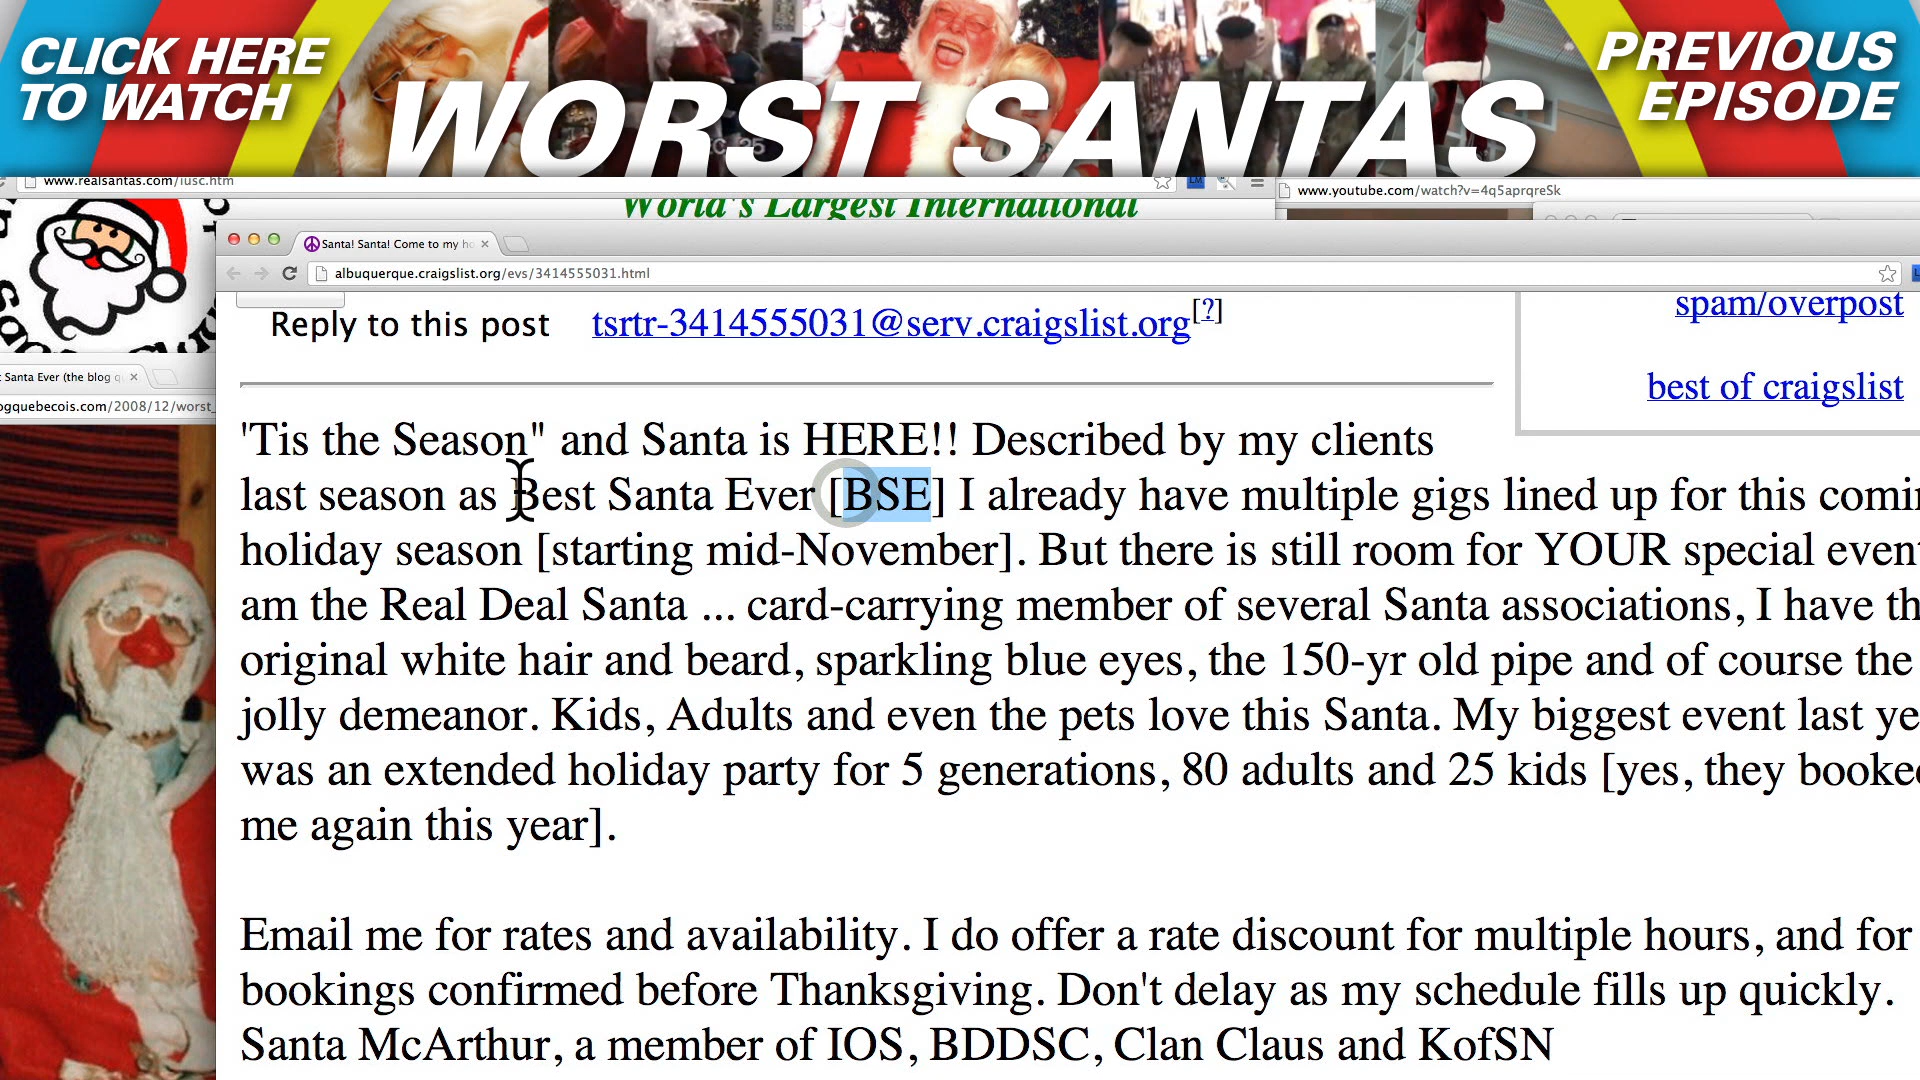 CLICK HERE
TO WATCH
WORST SANTAS
PREVIOUS
EPISODE
www.realsantas.com/iusc.htm
www.youtube.com/watch?v=4q5aprqreSk
World's Largest International
Santa! Santa! Come to my ho
albuquerque.craigslist.org/evs/3414555031.html
spam/overpost
Reply to this post tsrtr-3414555031@serv.craigslist.org[?]
Santa Ever (the blog q
best of craigslist
ogquebecois.com/2008/12/worst_
'Tis the Season" and Santa is HERE!! Described by my clients
last season as Best Santa Ever [BSE] I already have multiple gigs lined up for this comin
holiday season [starting mid-November]. But there is still room for YOUR special event
am the Real Deal Santa ... card-carrying member of several Santa associations, I have th
original white hair and beard, sparkling blue eyes, the 150-yr old pipe and of course the
jolly demeanor. Kids, Adults and even the pets love this Santa. My biggest event last ye
was an extended holiday party for 5 generations, 80 adults and 25 kids [yes, they booked
me again this year].
Email me for rates and availability. I do offer a rate discount for multiple hours, and for
bookings confirmed before Thanksgiving. Don't delay as my schedule fills up quickly.
Santa McArthur, a member of IOS, BDDSC, Clan Claus and KofSN